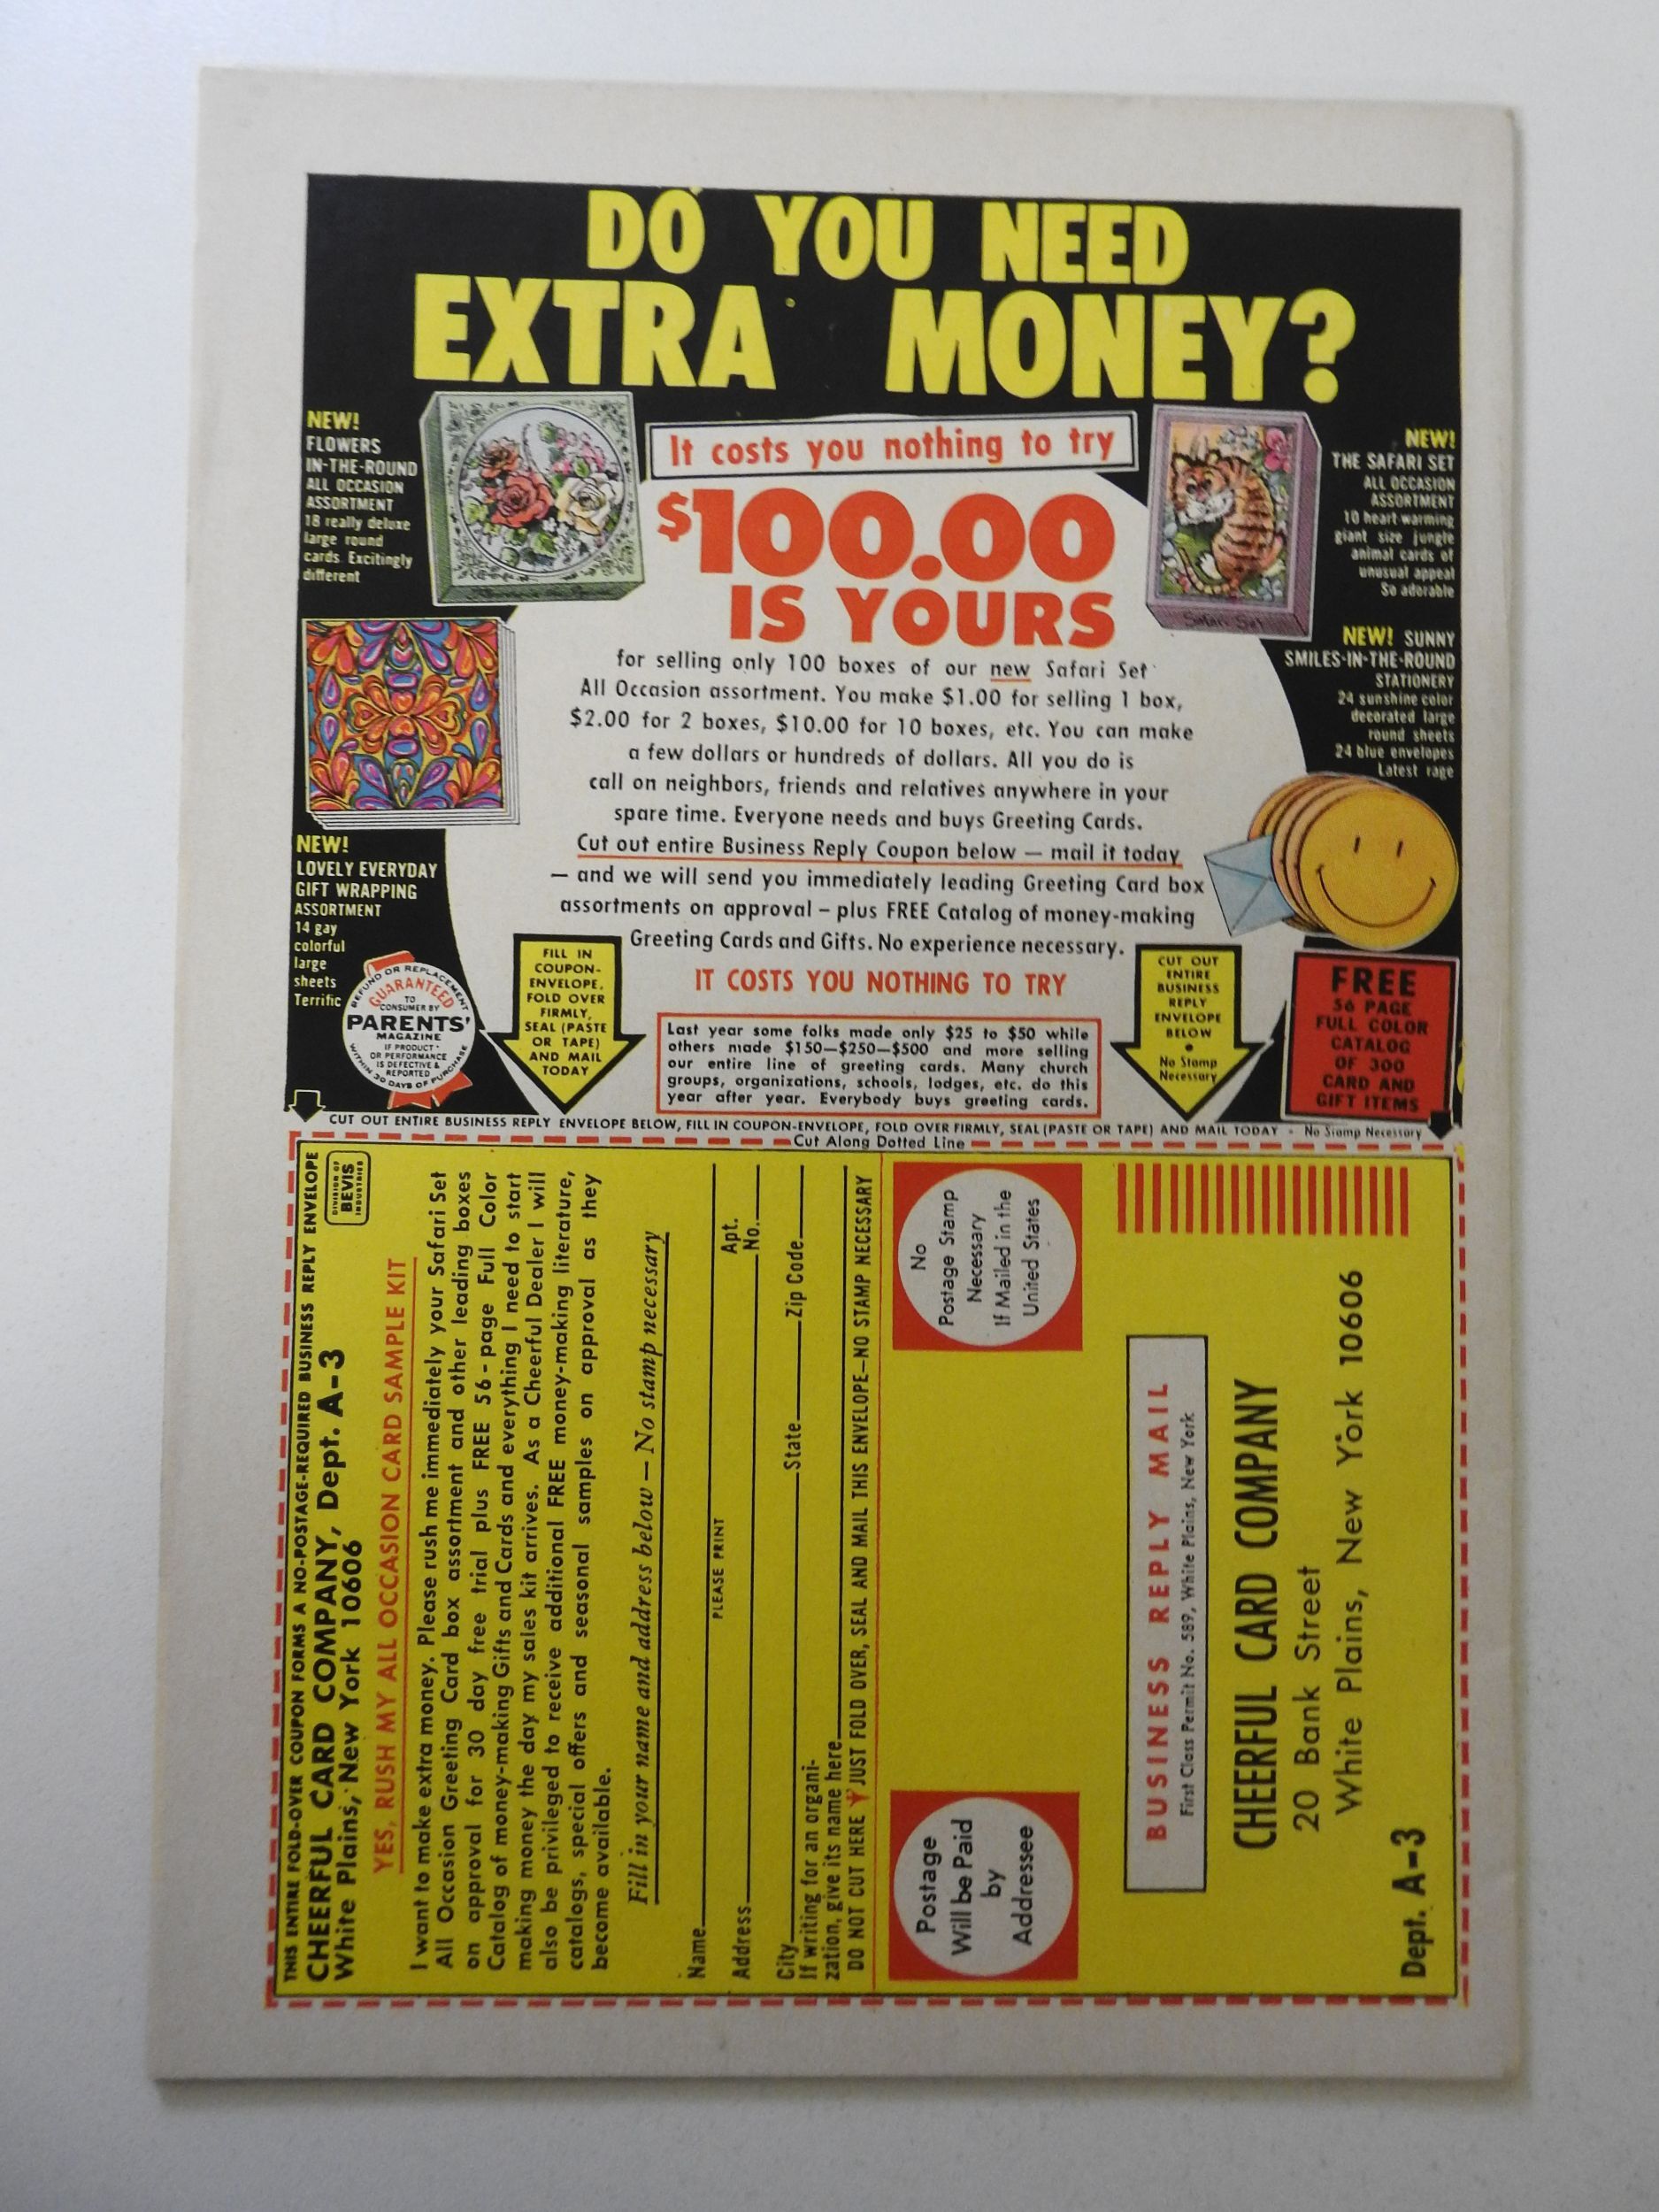 DO YOU NEED
EXTRA MONEY?
NEW!
FLOWERS
IN-THE-ROUND
ALL OCCASION
ASSORTMENT
18 really deluxe
large round
cards. Excitingly
different
It costs you nothing to try
$100.00
IS YOURS
NEW!
THE SAFARI SET
ALL OCCASION
ASSORTMENT
10 heart warming
giant size jungle
animal cards of
unusual appeal
So adorable
Safari Set
for selling only 100 boxes of our new Safari Set
All Occasion assortment. You make $1.00 for selling 1 box,
$2.00 for 2 boxes, $10.00 for 10 boxes, etc. You can make
a few dollars or hundreds of dollars. All you do is
call on neighbors, friends and relatives anywhere in your
spare time. Everyone needs and buys Greeting Cards.
Cut out entire Business Reply Coupon below — mail it today
— and we will send you immediately leading Greeting Card box
assortments on approval – plus FREE Catalog of money-making
Greeting Cards and Gifts. No experience necessary.
IT COSTS YOU NOTHING TO TRY
NEW! SUNNY
SMILES-IN-THE-ROUND
STATIONERY
24 sunshine color
decorated large
round sheets
24 blue envelopes
Latest rage
NEW!
LOVELY EVERYDAY
GIFT WRAPPING
ASSORTMENT
14 gay
colorful
large
sheets
Terrific
REFUND OR REPLACEMENT
GUARANTEED
TO
CONSUMER BY
PARENTS'
MAGAZINE
IF PRODUCT
OR PERFORMANCE
IS DEFECTIVE &
REPORTED
WITHIN 30 DAYS OF PURCHASE
FILL IN
COUPON-
ENVELOPE,
FOLD OVER
FIRMLY,
SEAL (PASTE
OR TAPE)
AND MAIL
TODAY
Last year some folks made only $25 to $50 while
others made $150—$250—$500 and more selling
our entire line of greeting cards. Many church
groups, organizations, schools, lodges, etc. do this
year after year. Everybody buys greeting cards.
CUT OUT
ENTIRE
BUSINESS
REPLY
ENVELOPE
BELOW
•
No Stamp
Necessary
FREE
56 PAGE
FULL COLOR
CATALOG
OF 300
CARD AND
GIFT ITEMS
CUT OUT ENTIRE BUSINESS REPLY ENVELOPE BELOW, FILL IN COUPON-ENVELOPE, FOLD OVER FIRMLY, SEAL (PASTE OR TAPE) AND MAIL TODAY - No Stamp Necessary
Cut Along Dotted Line
THIS ENTIRE FOLD-OVER COUPON FORMS A NO-POSTAGE-REQUIRED BUSINESS REPLY ENVELOPE
CHEERFUL CARD COMPANY, Dept. A-3
White Plains, New York 10606
DIVISION OF
BEVIS
INDUSTRIES
YES, RUSH MY ALL OCCASION CARD SAMPLE KIT
I want to make extra money. Please rush me immediately your Safari Set
All Occasion Greeting Card box assortment and other leading boxes
on approval for 30 day free trial plus FREE 56-page Full Color
Catalog of money-making Gifts and Cards and everything I need to start
making money the day my sales kit arrives. As a Cheerful Dealer I will
also be privileged to receive additional FREE money-making literature,
catalogs, special offers and seasonal samples on approval as they
become available.
Fill in your name and address below — No stamp necessary
Name
PLEASE PRINT
Address
Apt.
No.
City
State
Zip Code
If writing for an organi-
zation, give its name here
DO NOT CUT HERE JUST FOLD OVER, SEAL AND MAIL THIS ENVELOPE—NO STAMP NECESSARY
Postage
Will be Paid
by
Addressee
No
Postage Stamp
Necessary
If Mailed in the
United States
BUSINESS REPLY MAIL
First Class Permit No. 589, White Plains, New York
CHEERFUL CARD COMPANY
20 Bank Street
White Plains, New York 10606
Dept. A-3